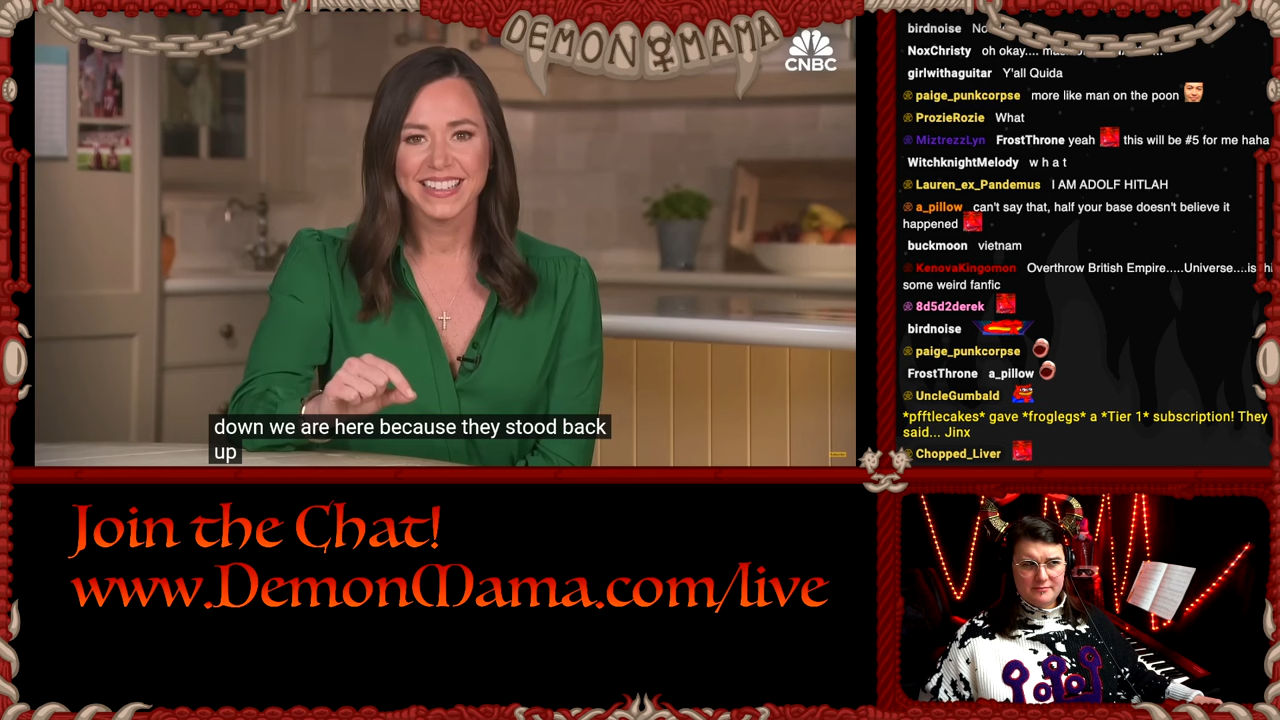 DEMON MAMA
CNBC
down we are here because they stood back
up
birdnoise
NoxChristy oh okay....
girlwithaguitar Y'all Quida
paige_punkcorpse more like man on the poon
ProzieRozie What
MiztrezzLyn FrostThrone yeah this will be #5 for me haha
WitchknightMelody w h a t
Lauren_ex_Pandemus I AM ADOLF HITLAH
a_pillow can't say that, half your base doesn't believe it
happened
buckmoon vietnam
KenovaKingomon Overthrow British Empire.....Universe....is
some weird fanfic
8d5d2derek
birdnoise
paige_punkcorpse
FrostThrone a_pillow
UncleGumbald
*pfftlecakes* gave *froglegs* a *Tier 1* subscription! They
said... Jinx
Chopped_Liver
Join the Chat!
www.DemonMama.com/live